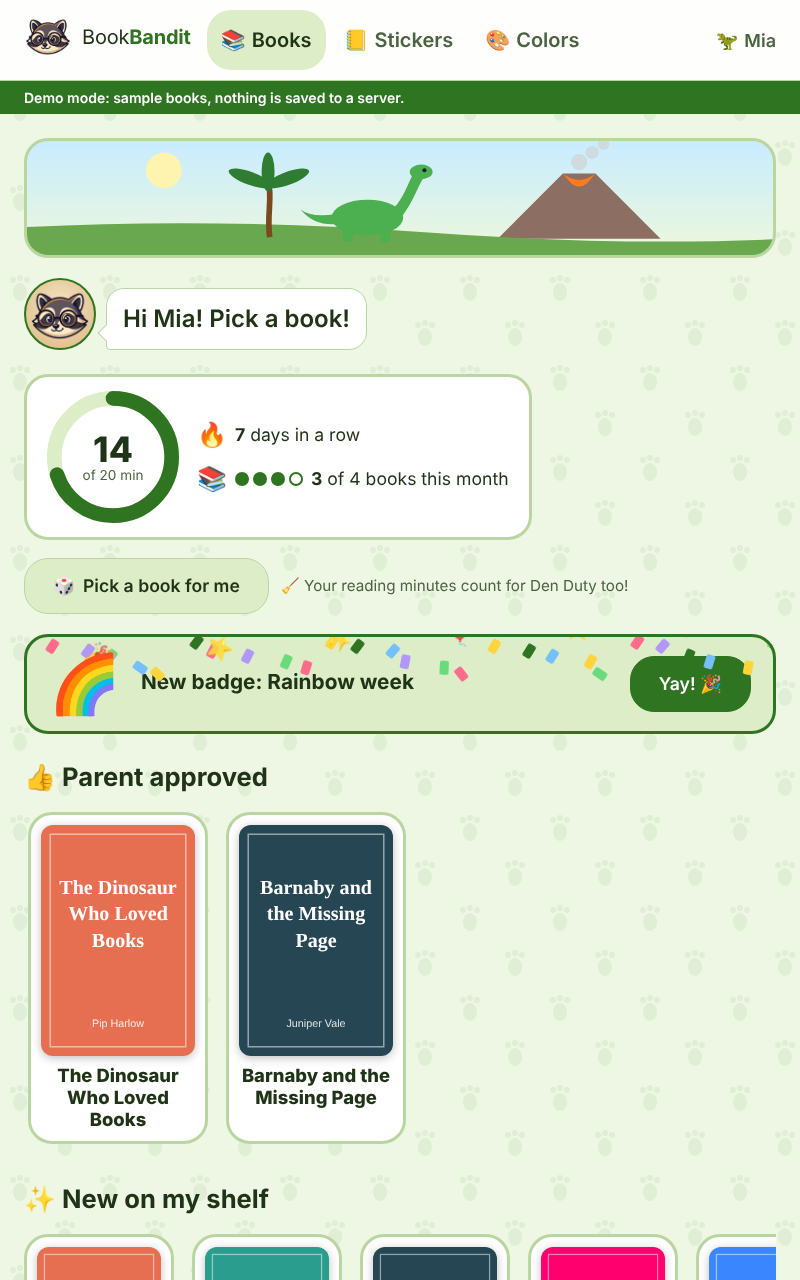 BookBandit
📚 Books
📒 Stickers
🎨 Colors
🦖 Mia
Demo mode: sample books, nothing is saved to a server.
Hi Mia! Pick a book!
14
of 20 min
🔥 7 days in a row
📚 3 of 4 books this month
🎲 Pick a book for me
🧹 Your reading minutes count for Den Duty too!
New badge: Rainbow week
Yay! 🎉
👍 Parent approved
The Dinosaur
Who Loved
Books
Pip Harlow
The Dinosaur
Who Loved
Books
Barnaby and
the Missing
Page
Juniper Vale
Barnaby and the
Missing Page
✨ New on my shelf